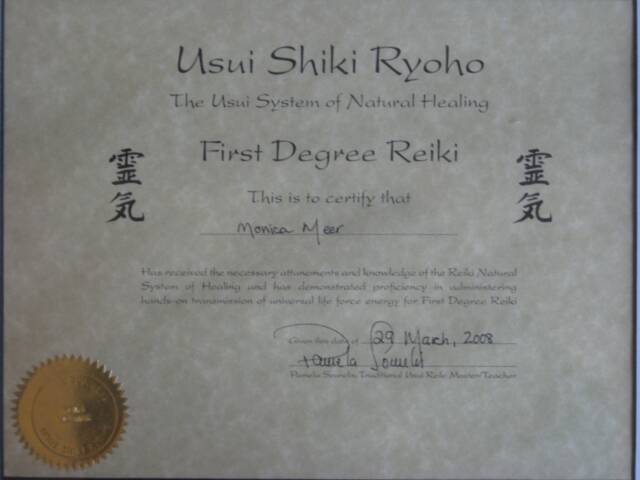 Usui Shiki Ryoho
The Usui System of Natural Healing
First Degree Reiki
靈気
靈気
This is to certify that
Monica Meer
Has received the necessary attunements and knowledge of the Reiki Natural
System of Healing and has demonstrated proficiency in administering
hands-on transmission of universal life force energy for First Degree Reiki
Given this date of 29 March, 2008
Pamela
Pamela Traditional Usui Reiki Master/Teacher